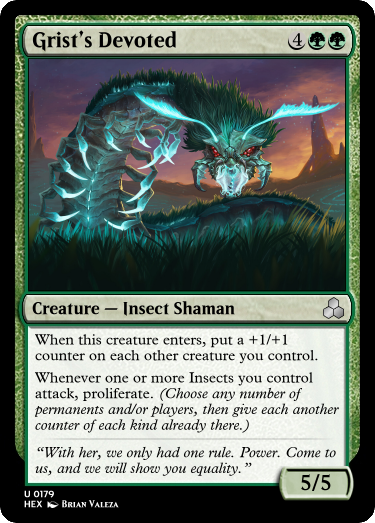 Grist's Devoted 4
Creature — Insect Shaman
When this creature enters, put a +1/+1
counter on each other creature you control.
Whenever one or more Insects you control
attack, proliferate. (Choose any number of
permanents and/or players, then give each another
counter of each kind already there.)
“With her, we only had one rule. Power. Come to
us, and we will show you equality.”
5/5
U 0179
HEX Brian Valeza